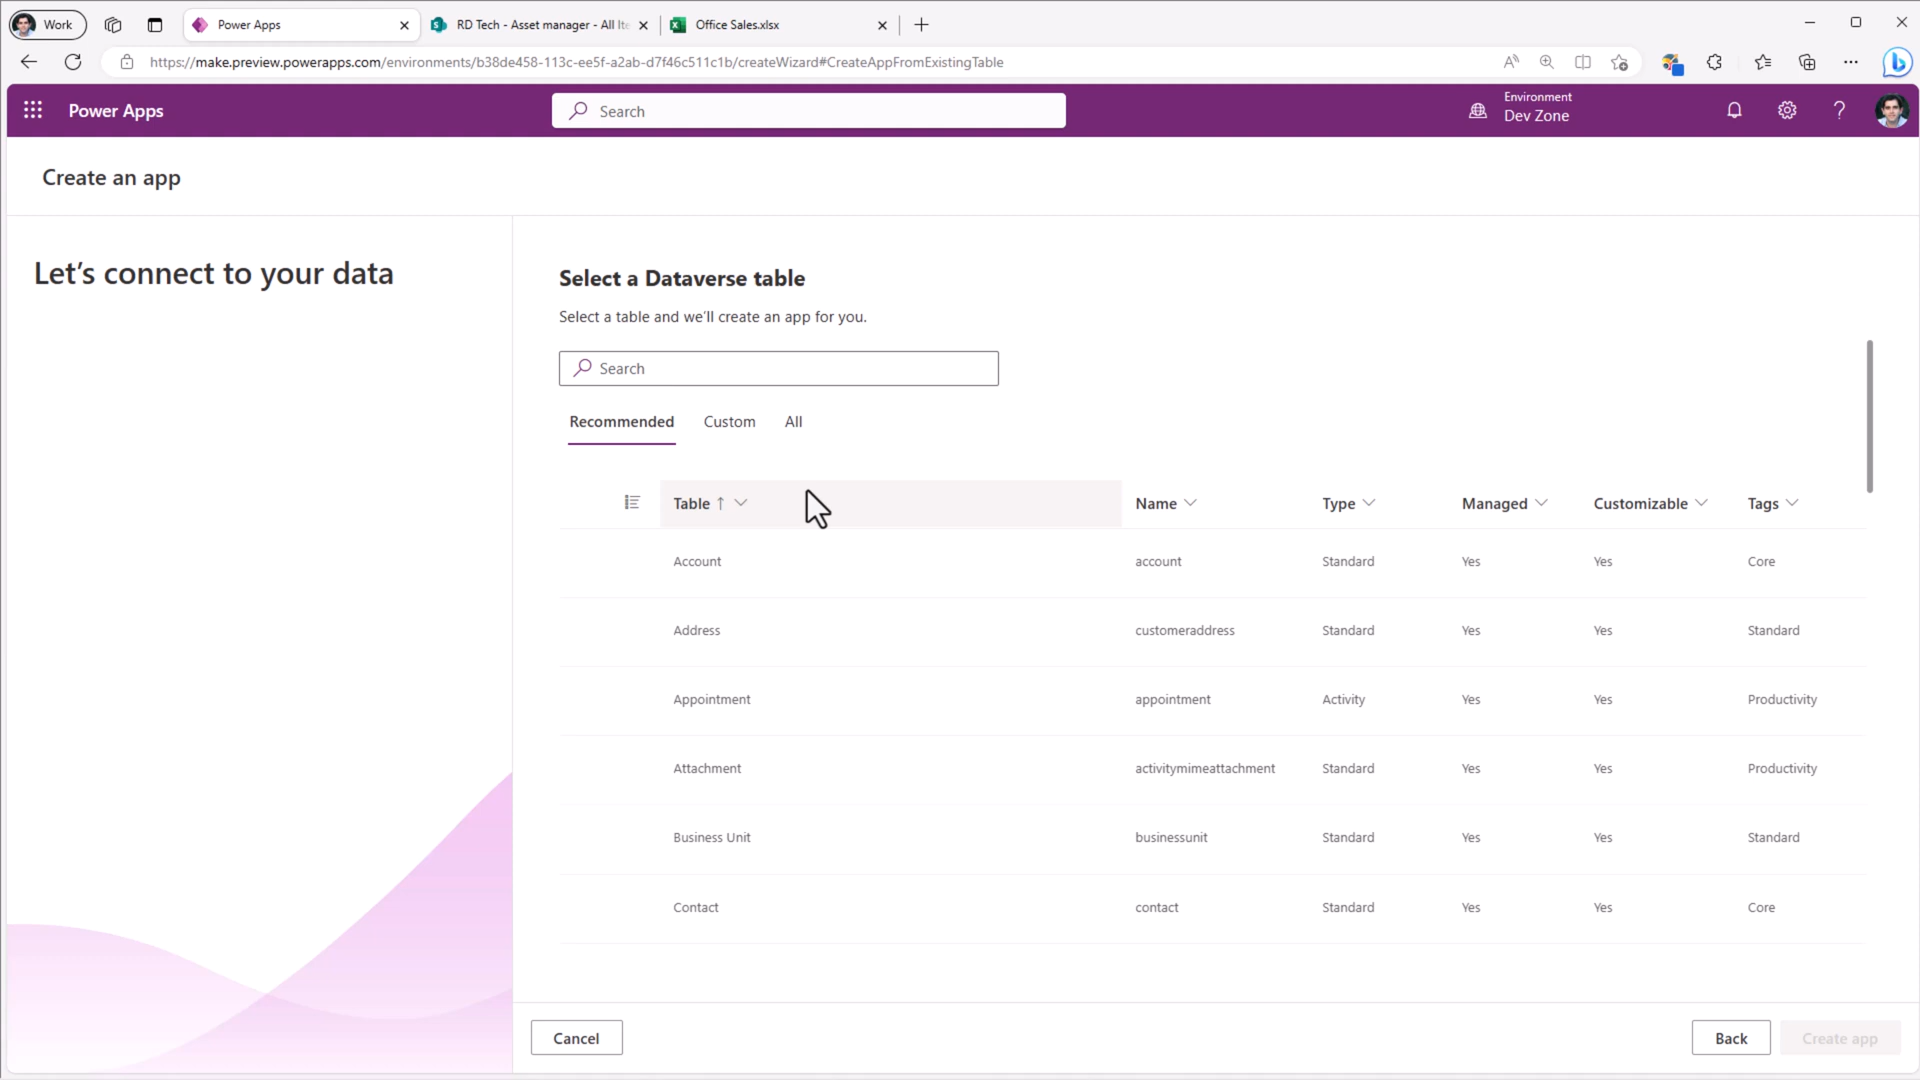 Work
Power Apps
RD Tech - Asset manager - All Ite
Office Sales.xlsx
https://make.preview.powerapps.com/environments/b38de458-113c-ee5f-a2ab-d7f46c511c1b/createWizard#CreateAppFromExistingTable
Power Apps
Search
Environment
Dev Zone
Create an app
Let's connect to your data
Select a Dataverse table
Select a table and we'll create an app for you.
Search
Recommended Custom All
Table Name Type Managed Customizable Tags
Account account Standard Yes Yes Core
Address customeraddress Standard Yes Yes Standard
Appointment appointment Activity Yes Yes Productivity
Attachment activitymimeattachment Standard Yes Yes Productivity
Business Unit businessunit Standard Yes Yes Standard
Contact contact Standard Yes Yes Core
Cancel Back Create app